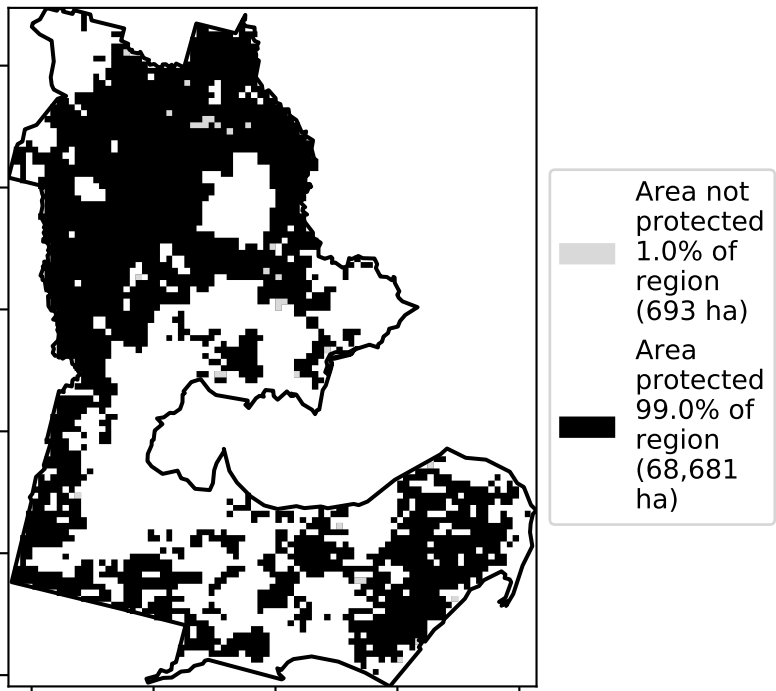 Area not
protected
1.0% of
region
(693 ha)
Area
protected
99.0% of
region
(68,681
ha)